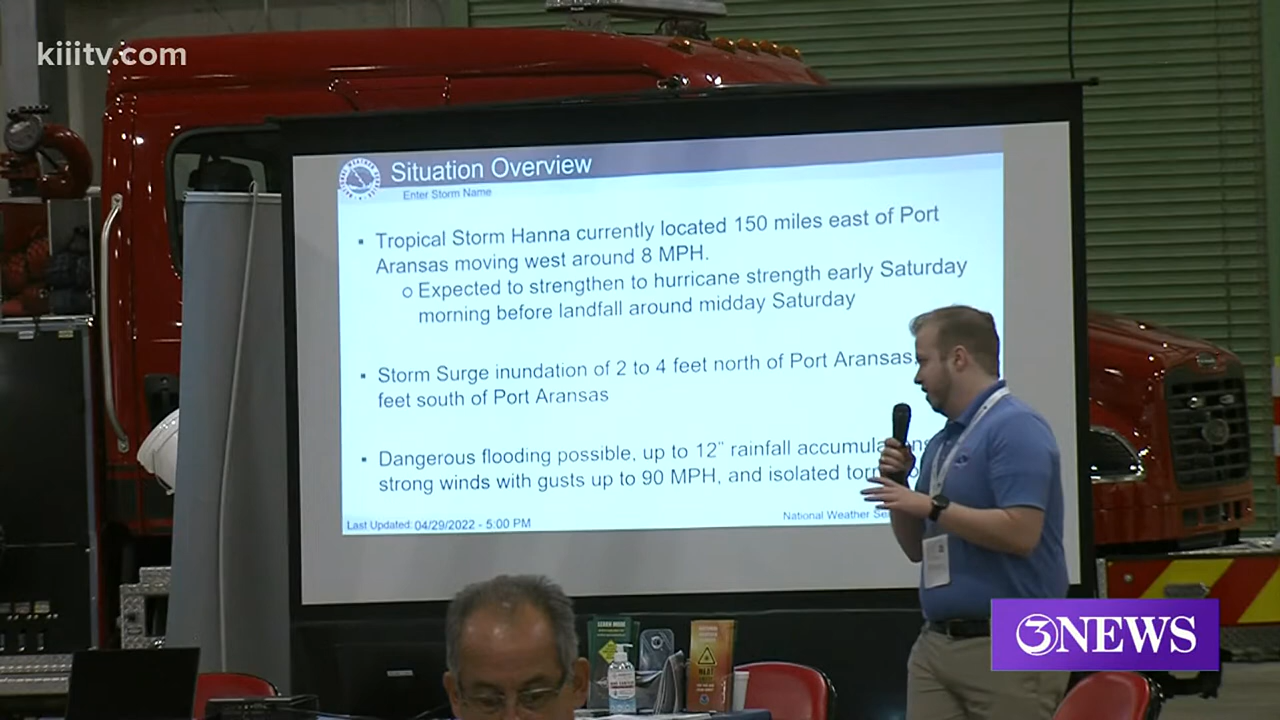 kiiitv.com
Situation Overview
Enter Storm Name
▪ Tropical Storm Hanna currently located 150 miles east of Port
Aransas moving west around 8 MPH.
o Expected to strengthen to hurricane strength early Saturday
morning before landfall around midday Saturday
▪ Storm Surge inundation of 2 to 4 feet north of Port Aransas.
feet south of Port Aransas
▪ Dangerous flooding possible, up to 12" rainfall
strong winds with gusts up to 90 MPH, and isolated
Last Updated: 04/29/2022 - 5:00 PM
National Weather
LEARN MORE
HEAT
3NEWS